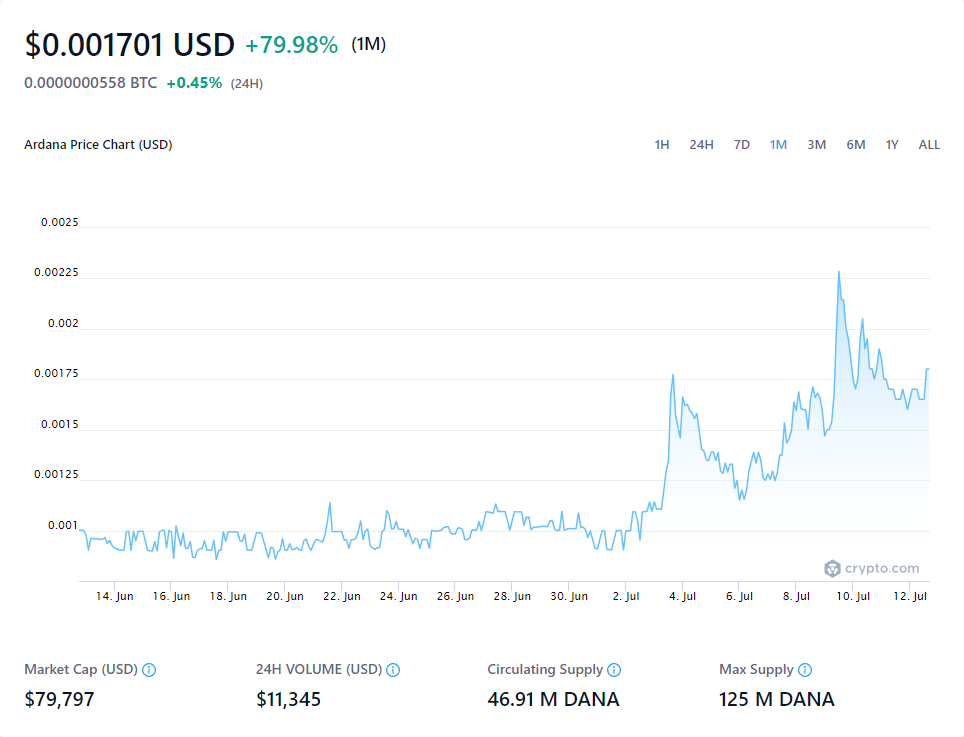 $0.001701 USD +79.98% (1M)
0.0000000558 BTC +0.45% (24H)
Ardana Price Chart (USD) 1H 24H 7D 1M 3M 6M 1Y ALL
0.0025
0.00225
0.002
0.00175
0.0015
0.00125
0.001
crypto.com
14. Jun 16. Jun 18. Jun 20. Jun 22. Jun 24. Jun 26. Jun 28. Jun 30. Jun 2. Jul 4. Jul 6. Jul 8. Jul 10. Jul 12. Jul
Market Cap (USD) 24H VOLUME (USD) Circulating Supply Max Supply
$79,797 $11,345 46.91 M DANA 125 M DANA